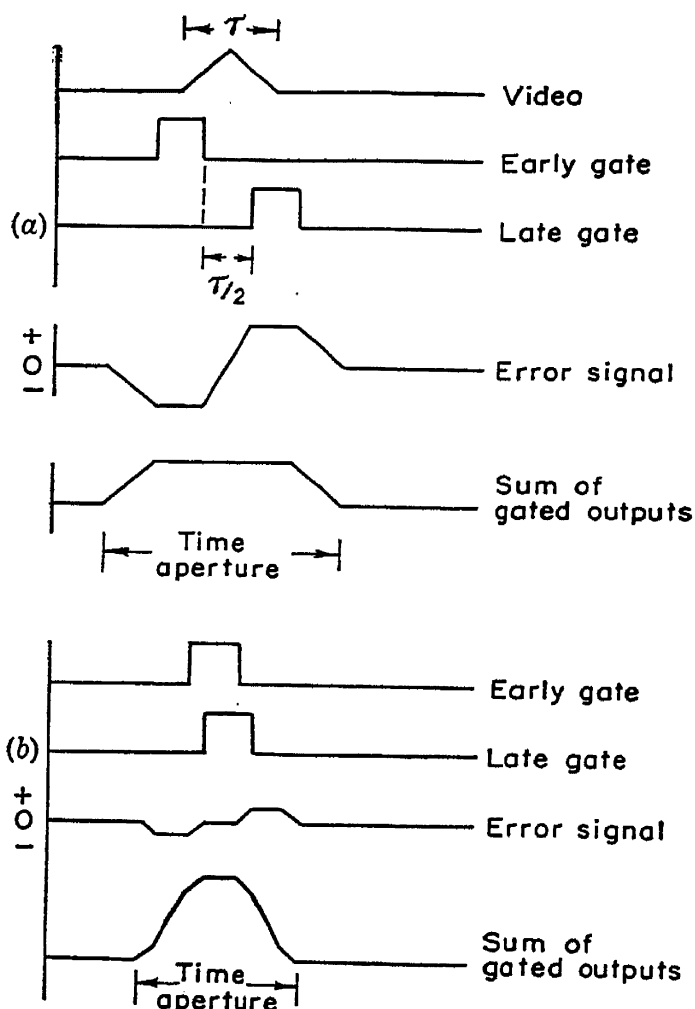 τ
Video
Early gate
(a)
Late gate
τ/2
+
0
−
Error signal
Sum of
gated outputs
Time
aperture
Early gate
(b)
Late gate
+
0
−
Error signal
Sum of
gated outputs
Time
aperture